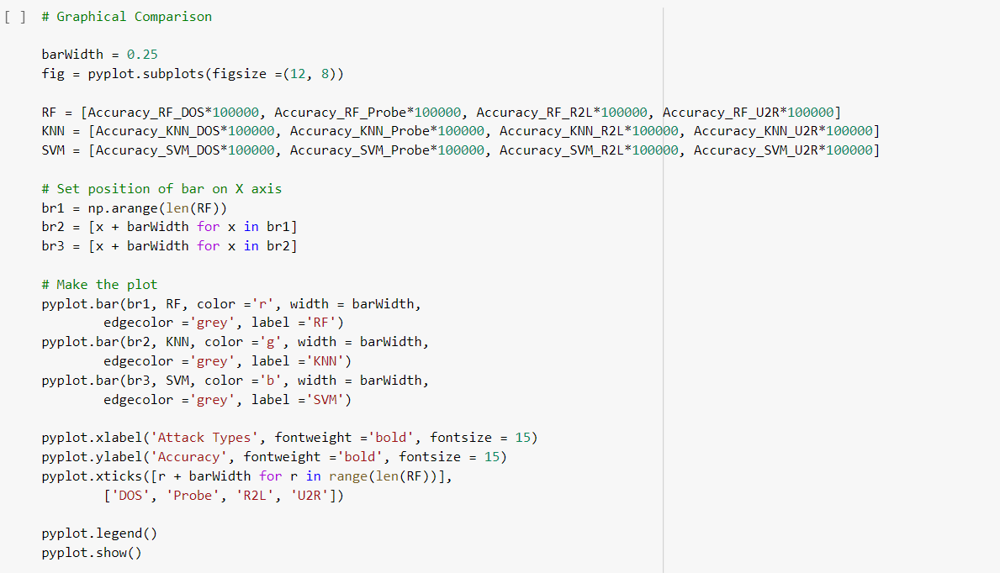 [ ] # Graphical Comparison

barWidth = 0.25
fig = pyplot.subplots(figsize =(12, 8))

RF = [Accuracy_RF_DOS*100000, Accuracy_RF_Probe*100000, Accuracy_RF_R2L*100000, Accuracy_RF_U2R*100000]
KNN = [Accuracy_KNN_DOS*100000, Accuracy_KNN_Probe*100000, Accuracy_KNN_R2L*100000, Accuracy_KNN_U2R*100000]
SVM = [Accuracy_SVM_DOS*100000, Accuracy_SVM_Probe*100000, Accuracy_SVM_R2L*100000, Accuracy_SVM_U2R*100000]

# Set position of bar on X axis
br1 = np.arange(len(RF))
br2 = [x + barWidth for x in br1]
br3 = [x + barWidth for x in br2]

# Make the plot
pyplot.bar(br1, RF, color ='r', width = barWidth,
        edgecolor ='grey', label ='RF')
pyplot.bar(br2, KNN, color ='g', width = barWidth,
        edgecolor ='grey', label ='KNN')
pyplot.bar(br3, SVM, color ='b', width = barWidth,
        edgecolor ='grey', label ='SVM')

pyplot.xlabel('Attack Types', fontweight ='bold', fontsize = 15)
pyplot.ylabel('Accuracy', fontweight ='bold', fontsize = 15)
pyplot.xticks([r + barWidth for r in range(len(RF))],
        ['DOS', 'Probe', 'R2L', 'U2R'])

pyplot.legend()
pyplot.show()